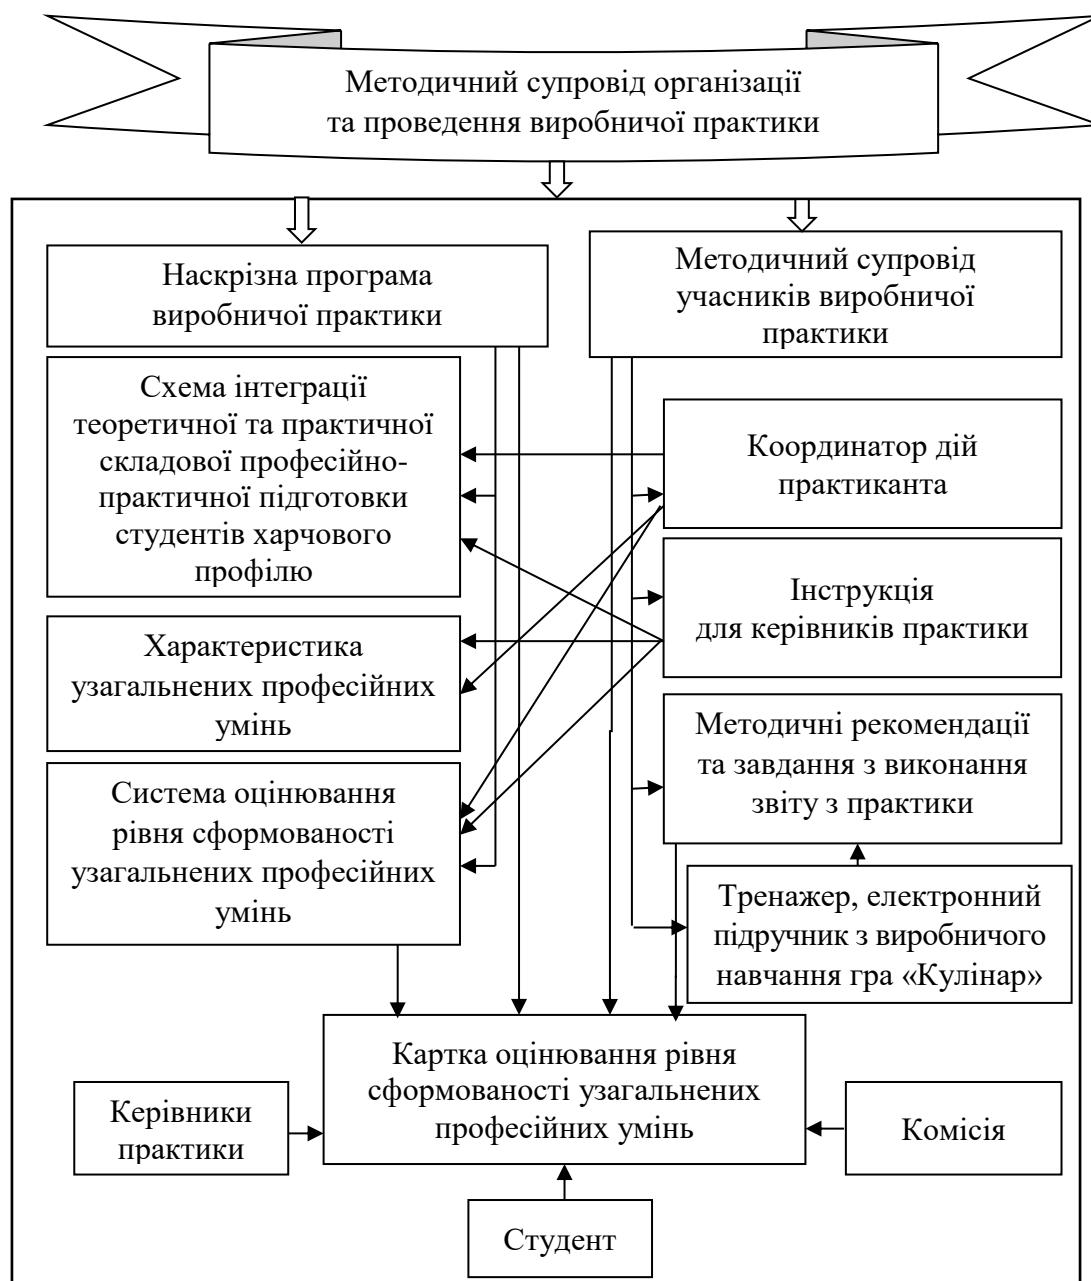 Методичний супровід організації
та проведення виробничої практики
Наскрізна програма
виробничої практики
Методичний супровід
учасників виробничої
практики
Схема інтеграції
теоретичної та практичної
складової професійно-
практичної підготовки
студентів харчового
профілю
Координатор дій
практиканта
Інструкція
для керівників практики
Характеристика
узагальнених професійних
умінь
Методичні рекомендації
та завдання з виконання
звіту з практики
Система оцінювання
рівня сформованості
узагальнених професійних
умінь
Тренажер, електронний
підручник з виробничого
навчання гра «Кулінар»
Картка оцінювання рівня
сформованості узагальнених
професійних умінь
Керівники
практики
Комісія
Студент